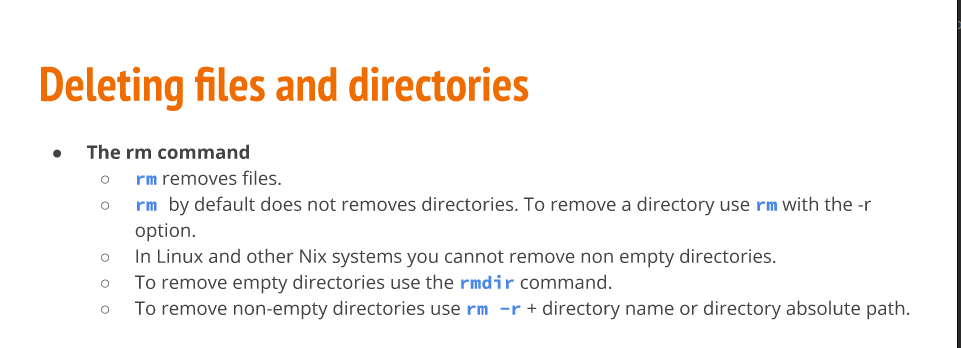 Deleting files and directories
● The rm command
○ rm removes files.
○ rm by default does not removes directories. To remove a directory use rm with the -r
option.
○ In Linux and other Nix systems you cannot remove non empty directories.
○ To remove empty directories use the rmdir command.
○ To remove non-empty directories use rm -r + directory name or directory absolute path.